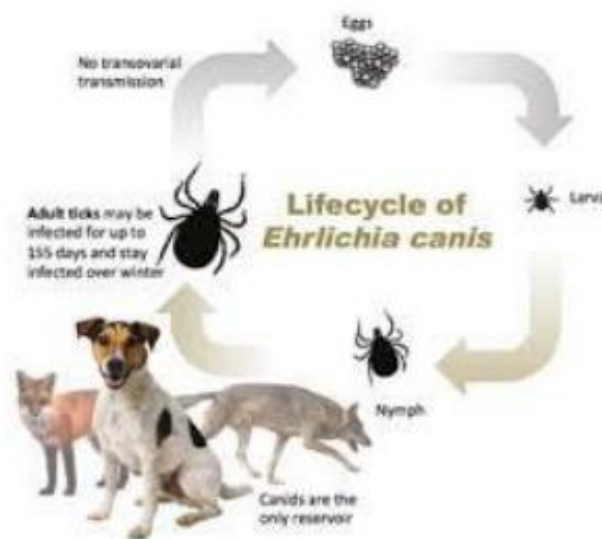 Eggs
No transovarial
transmission
Larva
Adult ticks may be
infected for up to
155 days and stay
infected over winter
Lifecycle of
Ehrlichia canis
Nymph
Canids are the
only reservoir